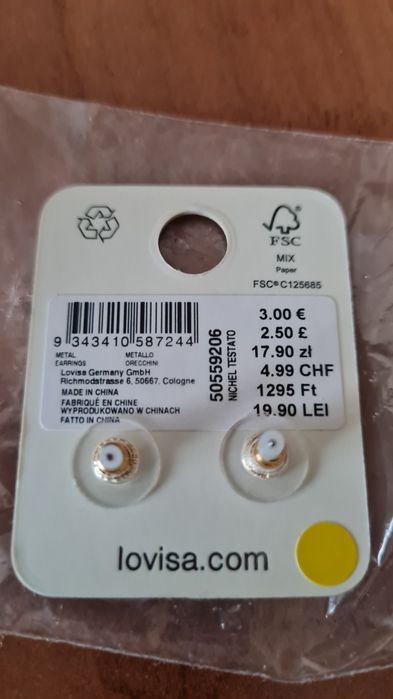 FSC
MIX
Paper
FSC® C125685
9 343410 587244
METAL METALLO
EARRINGS ORECCHINI
Lovisa Germany GmbH
Richmodstrasse 6, 50667, Cologne
MADE IN CHINA
FABRIQUÉ EN CHINE
WYPRODUKOWANO W CHINACH
FATTO IN CHINA
50559206
NICHEL TESTATO
3.00 €
2.50 £
17.90 zł
4.99 CHF
1295 Ft
19.90 LEI
lovisa.com